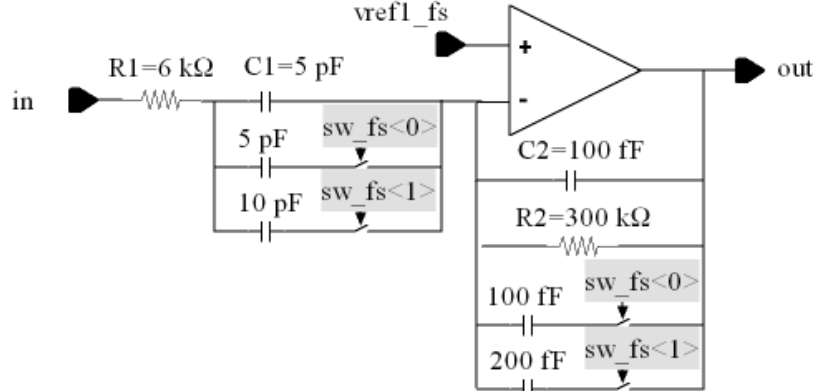 vref1_fs
+
R1=6 kΩ
C1=5 pF
in
out
-
5 pF
sw_fs<0>
C2=100 fF
10 pF
sw_fs<1>
R2=300 kΩ
sw_fs<0>
100 fF
sw_fs<1>
200 fF